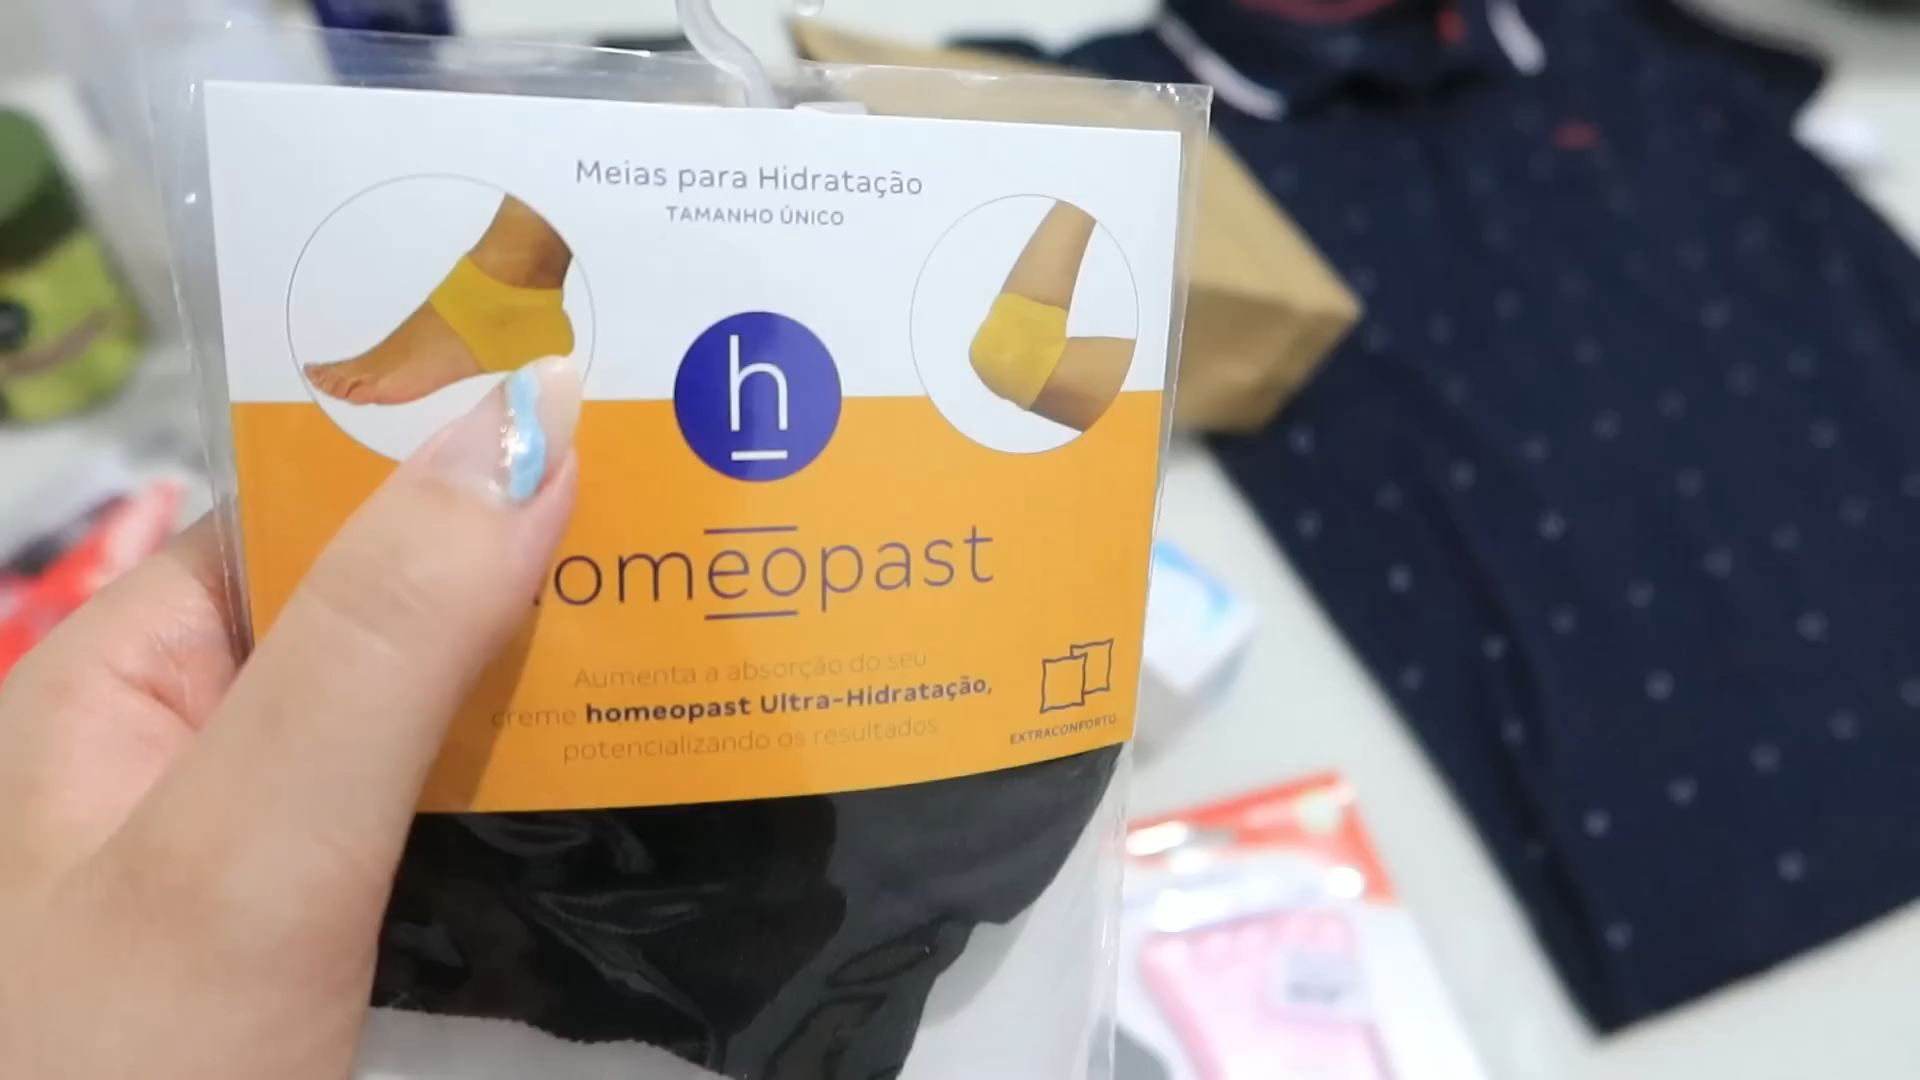 Meias para Hidratação
TAMANHO ÚNICO
h
omeopast
Aumenta a absorção do seu
creme homeopast Ultra-Hidratação,
potencializando os resultados
EXTRACONFORTO